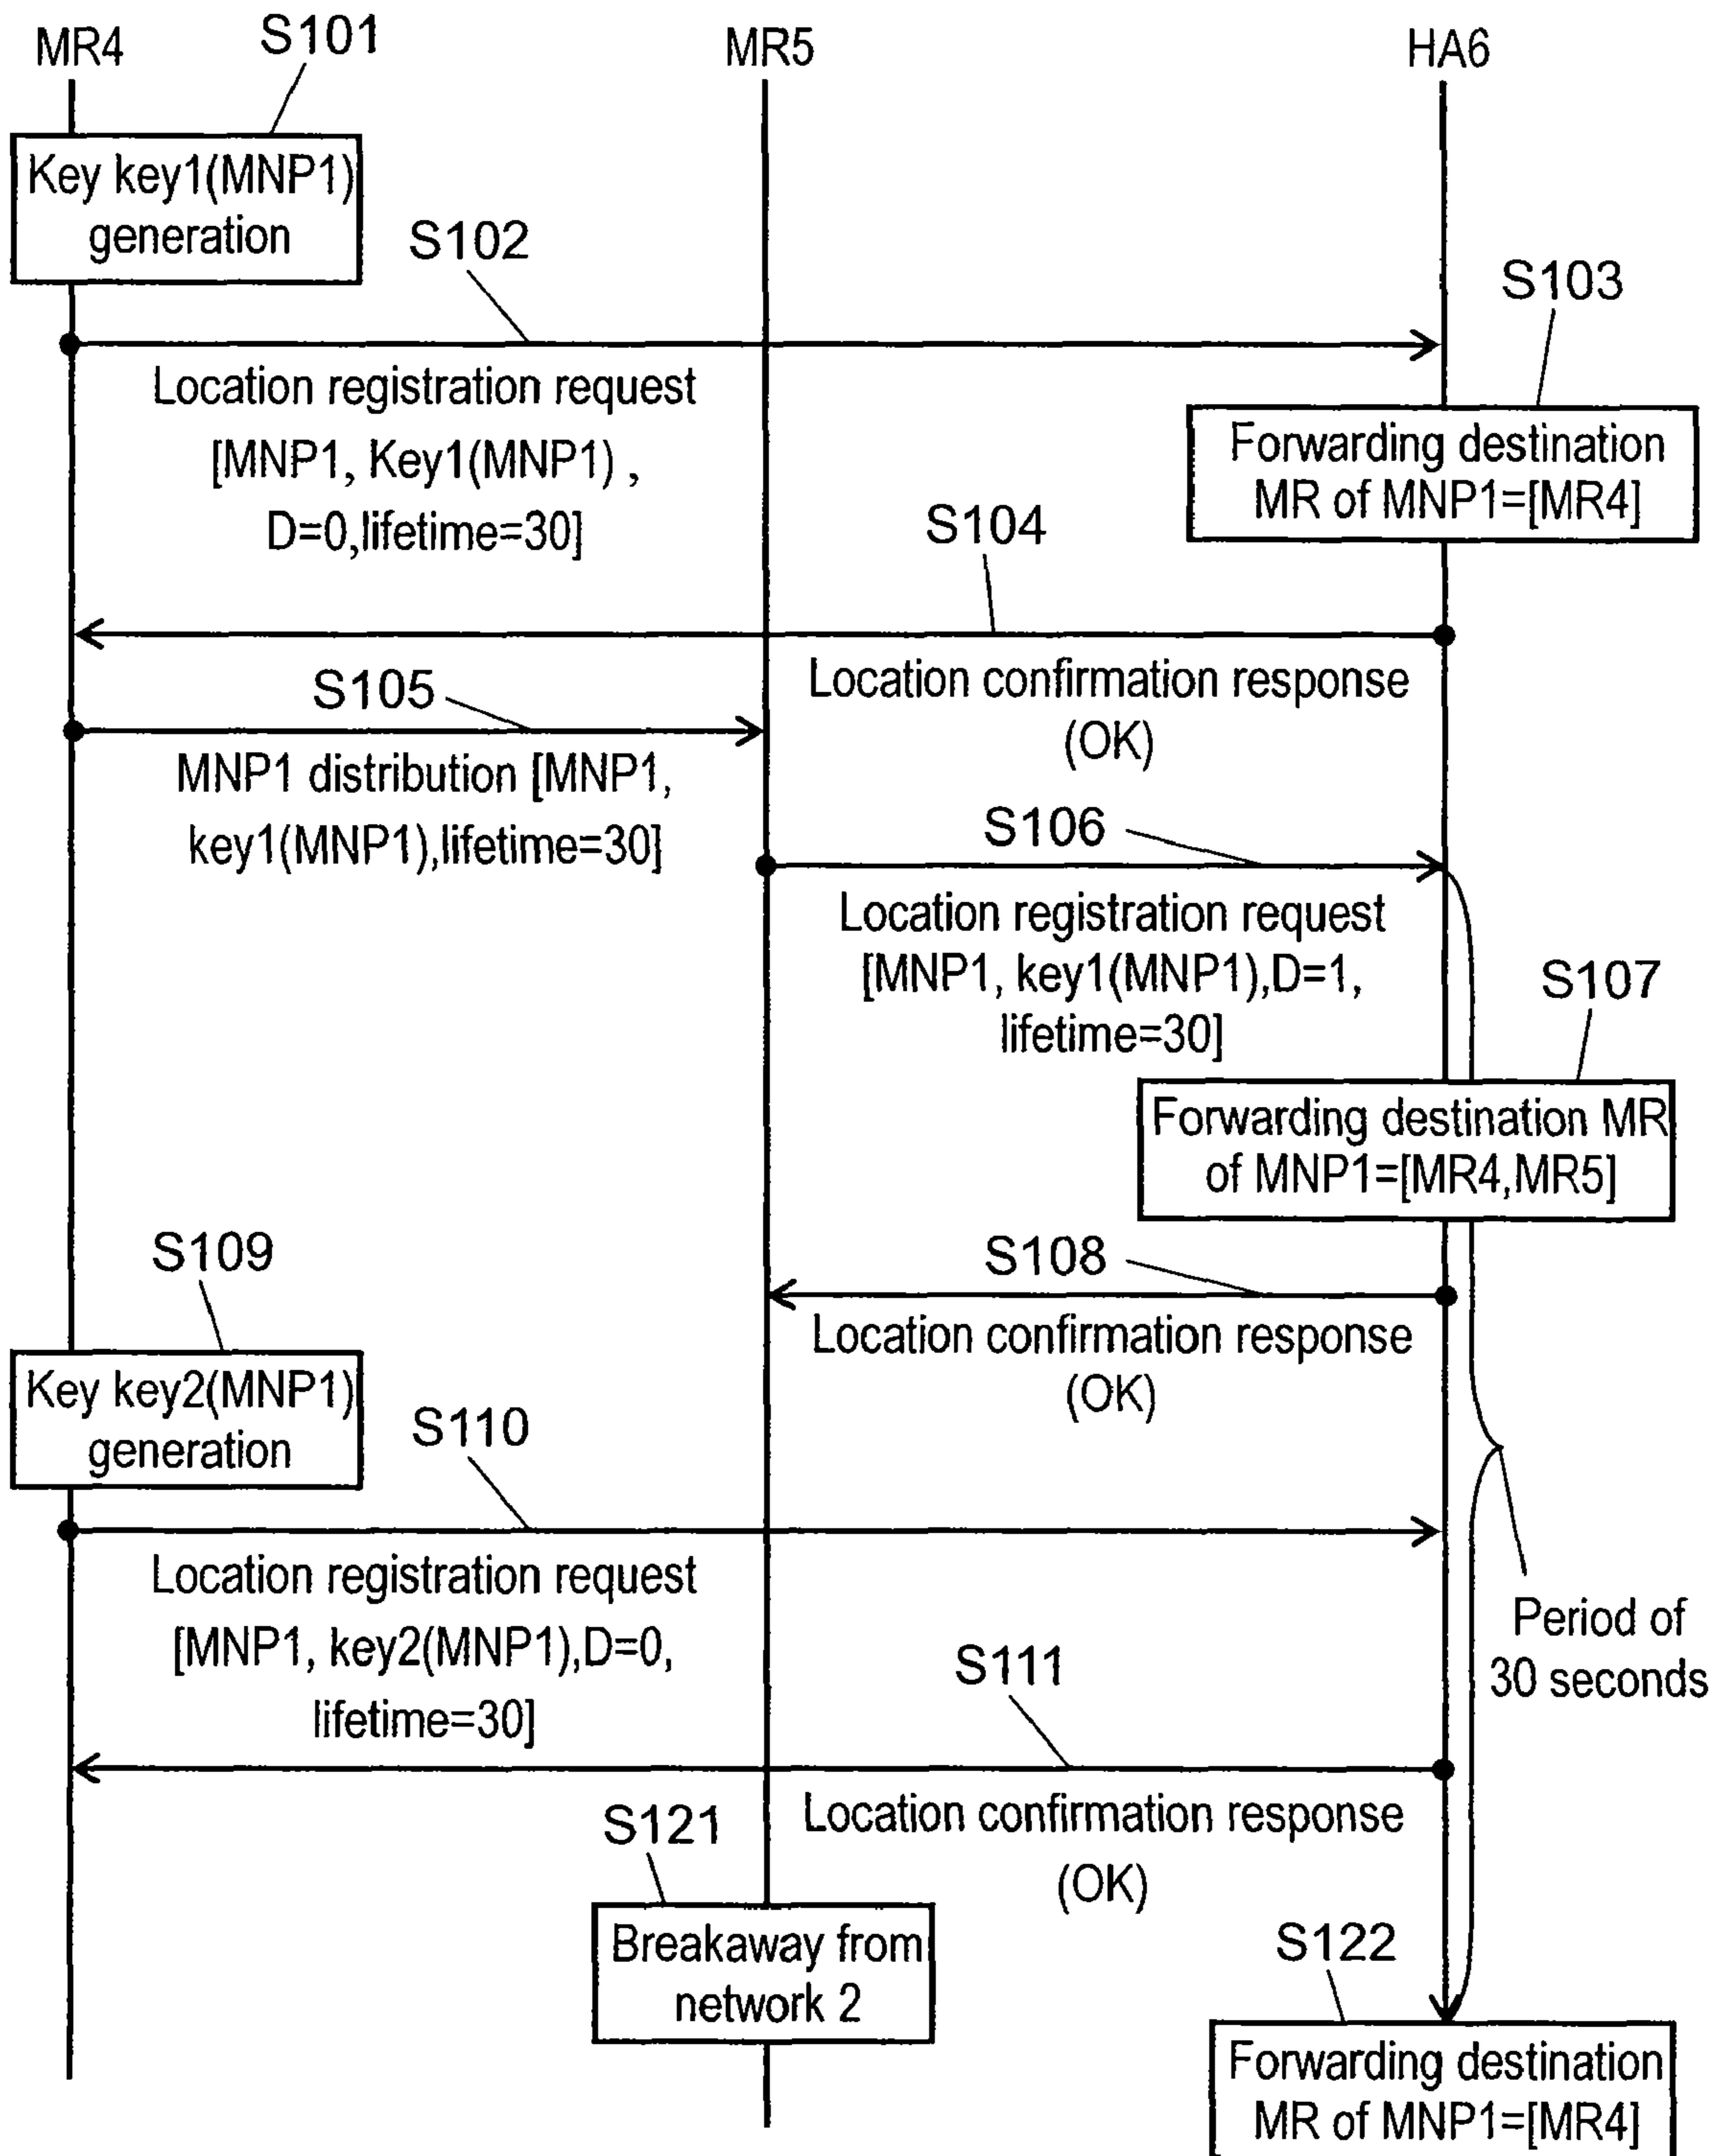 MR4
S101
MR5
HA6
Key key1(MNP1)
generation
S102
S103
Location registration request
[MNP1, Key1(MNP1) ,
D=0,lifetime=30]
Forwarding destination
MR of MNP1=[MR4]
S104
Location confirmation response
(OK)
S105
MNP1 distribution [MNP1,
key1(MNP1),lifetime=30]
S106
Location registration request
[MNP1, key1(MNP1),D=1,
lifetime=30]
S107
Forwarding destination MR
of MNP1=[MR4,MR5]
S108
Location confirmation response
(OK)
S109
Key key2(MNP1)
generation
S110
Location registration request
[MNP1, key2(MNP1),D=0,
lifetime=30]
Period of
30 seconds
S111
Location confirmation response
(OK)
S121
Breakaway from
network 2
S122
Forwarding destination
MR of MNP1=[MR4]